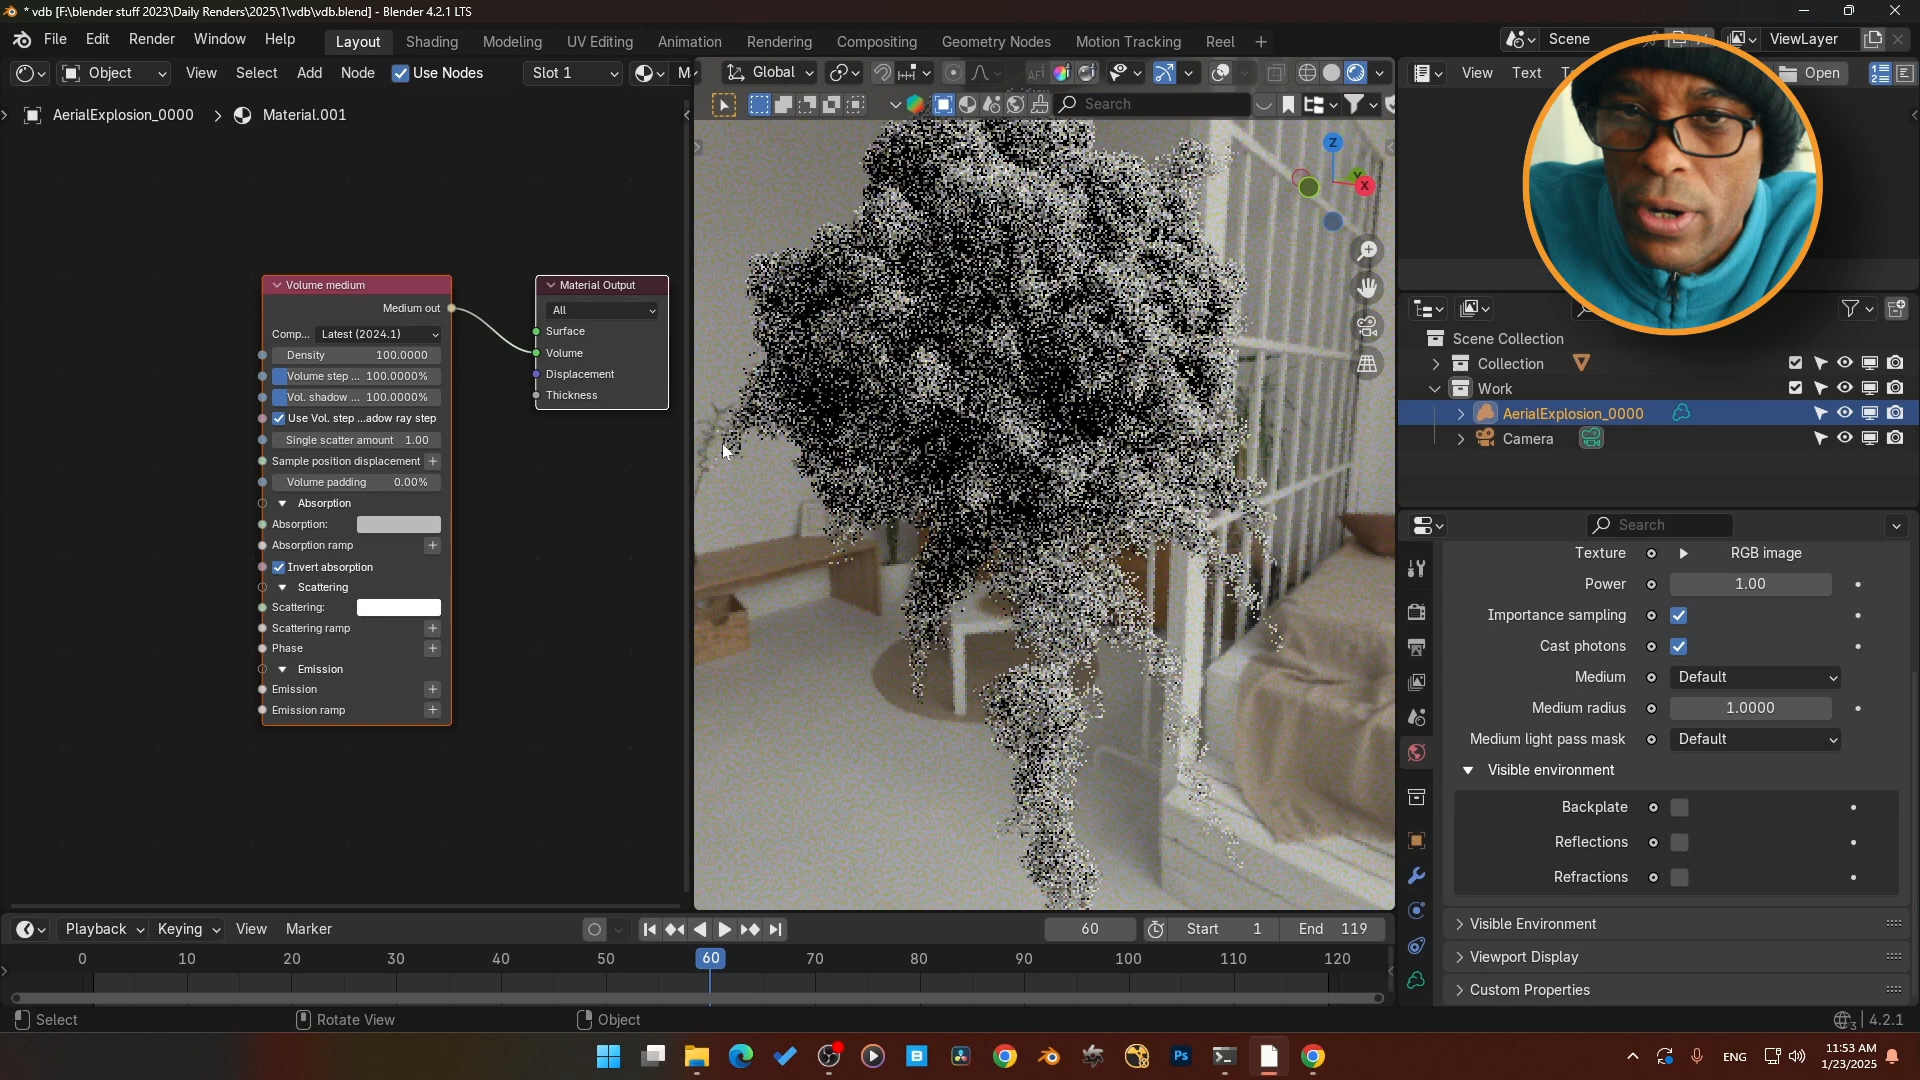 * vdb [F:\blender stuff 2023\Daily Renders\2025\1\vdb\vdb.blend] - Blender 4.2.1 LTS
File Edit Render Window Help
Layout Shading Modeling UV Editing Animation Rendering Compositing Geometry Nodes Motion Tracking Reel
Scene
ViewLayer
Object View Select Add Node Use Nodes Slot 1
Global
View Text
Open
Search
AerialExplosion_0000 > Material.001
Z
Y
X
Volume medium
Medium out
Comp... Latest (2024.1)
Density 100.0000
Volume step ... 100.0000%
Vol. shadow ... 100.0000%
Use Vol. step ...adow ray step
Single scatter amount 1.00
Sample position displacement
Volume padding 0.00%
Absorption
Absorption:
Absorption ramp
Invert absorption
Scattering
Scattering:
Scattering ramp
Phase
Emission
Emission
Emission ramp
Material Output
All
Surface
Volume
Displacement
Thickness
Scene Collection
Collection
Work
AerialExplosion_0000
Camera
Search
Texture RGB image
Power 1.00
Importance sampling
Cast photons
Medium Default
Medium radius 1.0000
Medium light pass mask Default
Visible environment
Backplate
Reflections
Refractions
Visible Environment
Viewport Display
Custom Properties
Playback Keying View Marker
60
Start 1
End 119
0 10 20 30 40 50 60 70 80 90 100 110 120
Select
Rotate View
Object
3 4.2.1
Ps
ENG
11:53 AM
1/23/2025